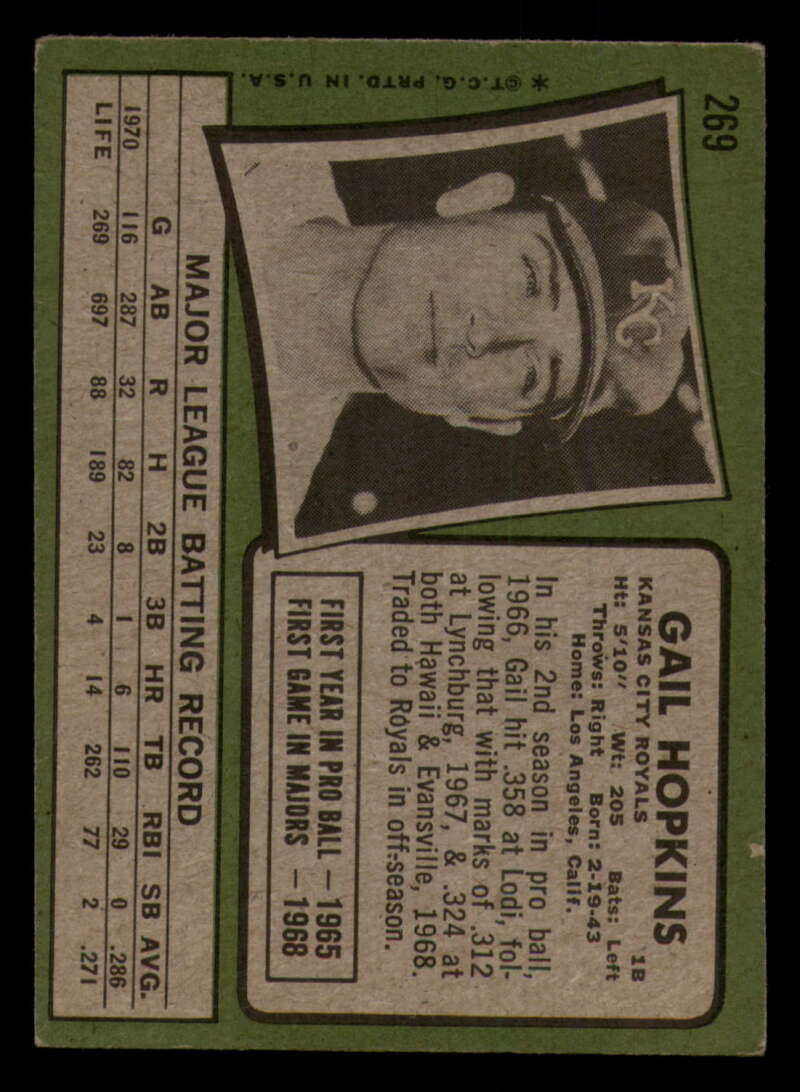 269
KC
GAIL HOPKINS
KANSAS CITY ROYALS 1B
Ht: 5'10" Wt: 205 Bats: Left
Throws: Right Born: 2-19-43
Home: Los Angeles, Calif.
In his 2nd season in pro ball,
1966, Gail hit .358 at Lodi, fol-
lowing that with marks of .312
at Lynchburg, 1967, & .324 at
both Hawaii & Evansville, 1968.
Traded to Royals in off-season.
FIRST YEAR IN PRO BALL — 1965
FIRST GAME IN MAJORS — 1968
MAJOR LEAGUE BATTING RECORD
G AB R H 2B 3B HR TB RBI SB AVG.
1970 116 287 32 82 8 1 6 110 29 0 .286
LIFE 269 697 88 189 23 4 14 262 77 2 .271
* ©T.C.G. PRTD. IN U.S.A.